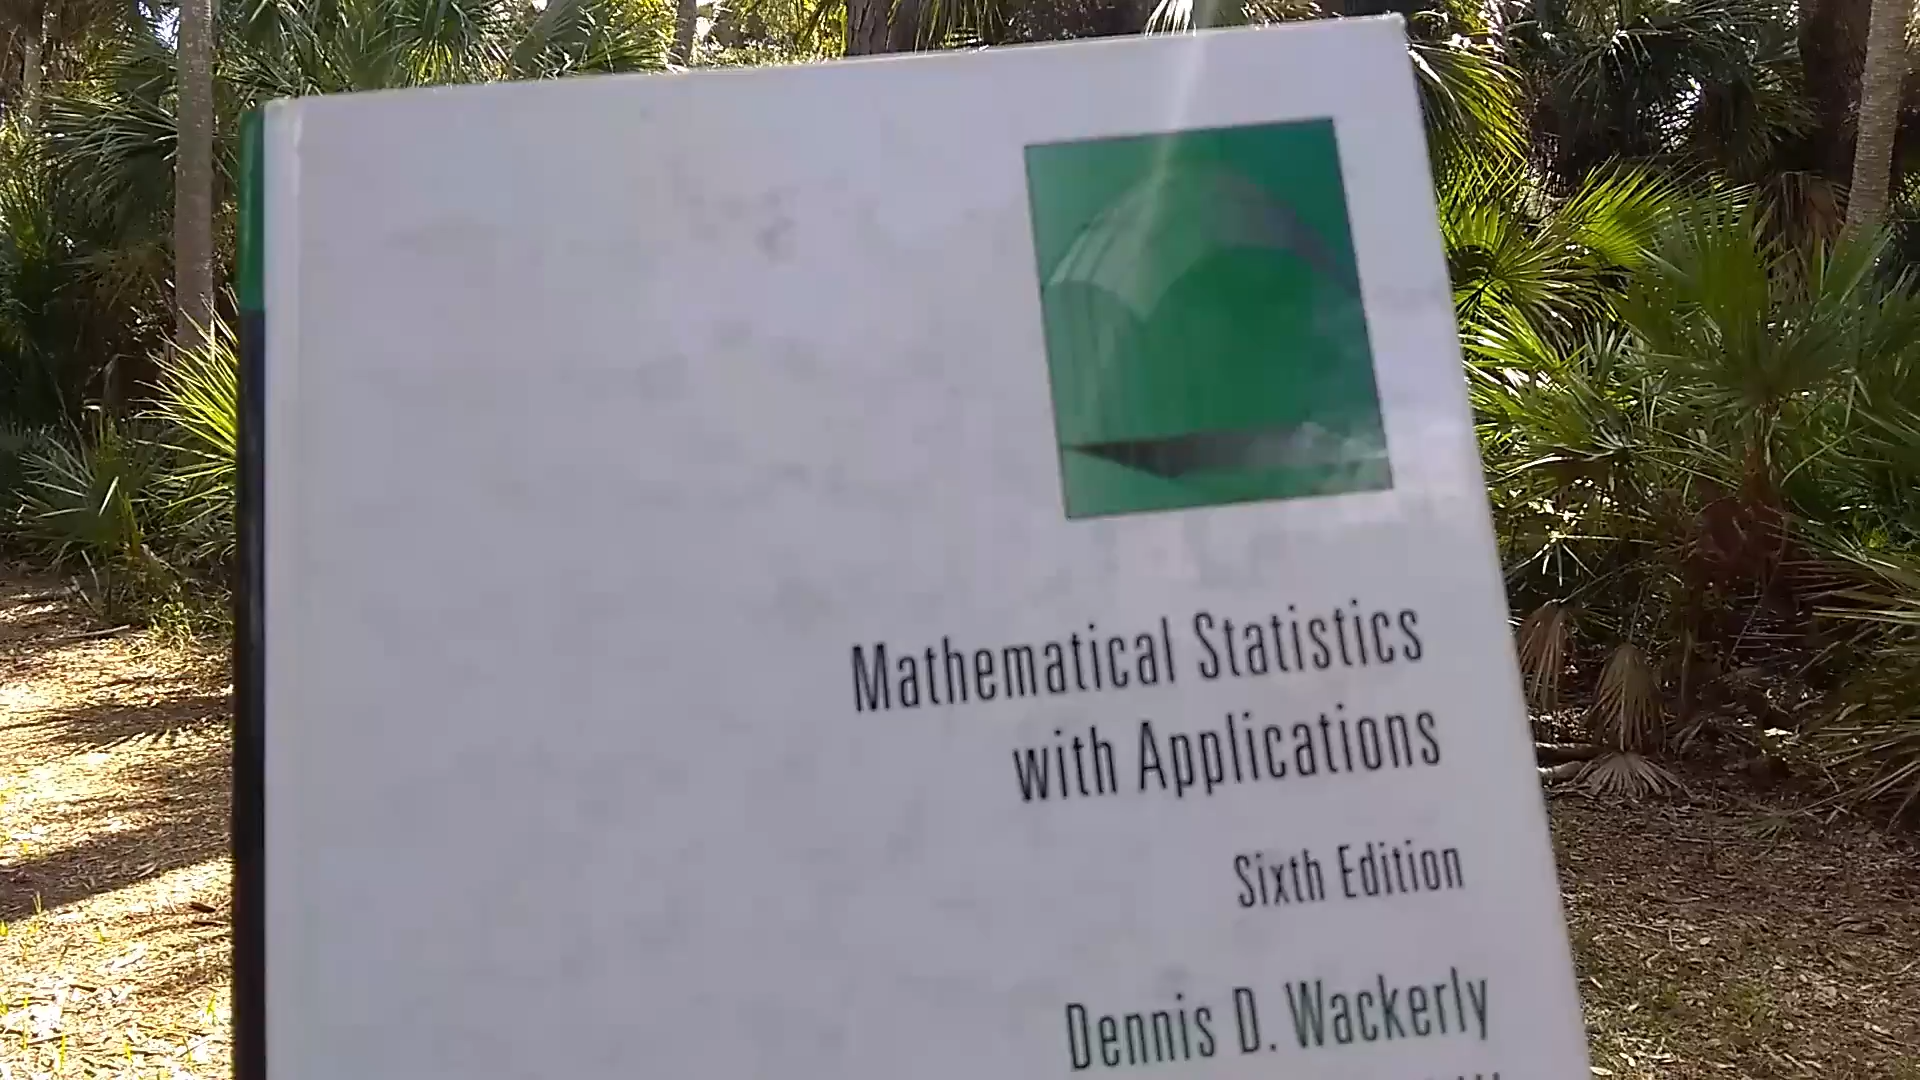 Mathematical Statistics
with Applications
Sixth Edition
Dennis D. Wackerly